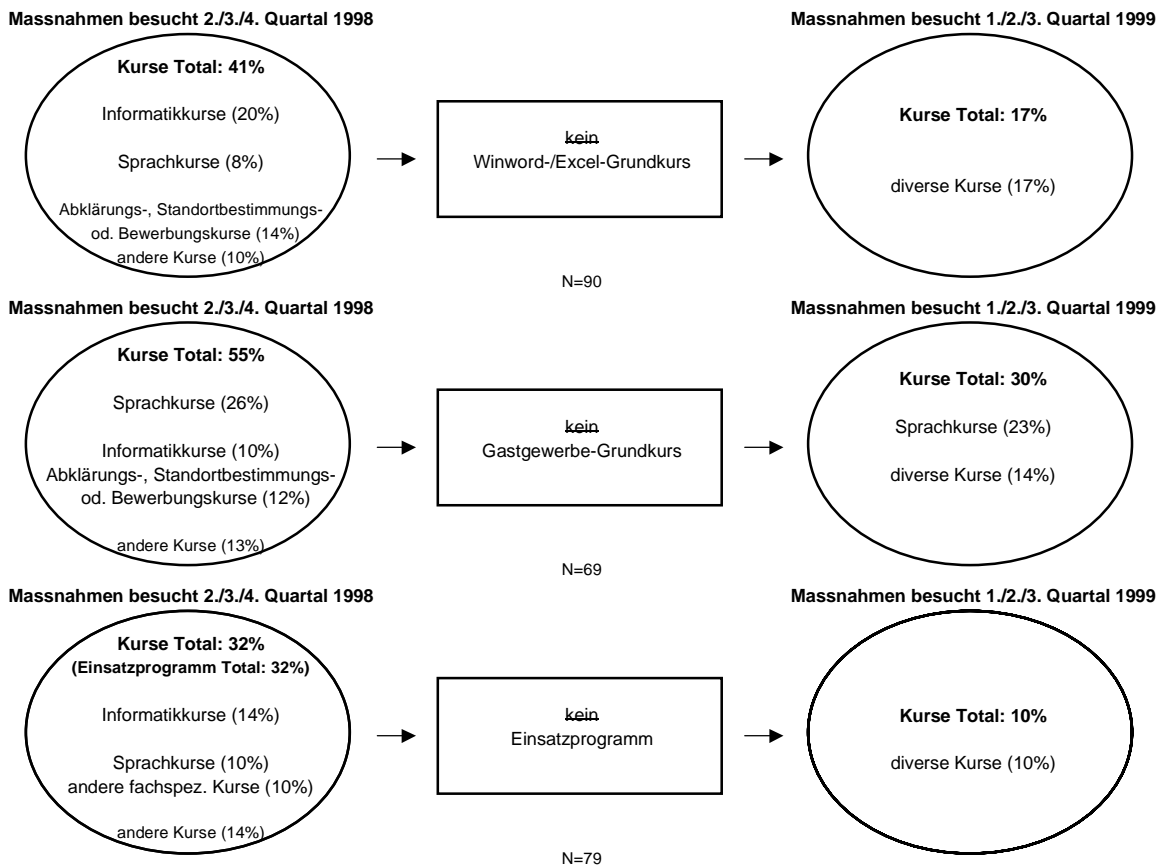 Massnahmen besucht 2./3./4. Quartal 1998
Massnahmen besucht 1./2./3. Quartal 1999
Kurse Total: 41%
Informatikkurse (20%)
Sprachkurse (8%)
Abklärungs-, Standortbestimmungs-
od. Bewerbungskurse (14%)
andere Kurse (10%)
kein
Winword-/Excel-Grundkurs
N=90
Kurse Total: 17%
diverse Kurse (17%)
Massnahmen besucht 2./3./4. Quartal 1998
Massnahmen besucht 1./2./3. Quartal 1999
Kurse Total: 55%
Sprachkurse (26%)
Informatikkurse (10%)
Abklärungs-, Standortbestimmungs-
od. Bewerbungskurse (12%)
andere Kurse (13%)
kein
Gastgewerbe-Grundkurs
N=69
Kurse Total: 30%
Sprachkurse (23%)
diverse Kurse (14%)
Massnahmen besucht 2./3./4. Quartal 1998
Massnahmen besucht 1./2./3. Quartal 1999
Kurse Total: 32%
(Einsatzprogramm Total: 32%)
Informatikkurse (14%)
Sprachkurse (10%)
andere fachspez. Kurse (10%)
andere Kurse (14%)
kein
Einsatzprogramm
N=79
Kurse Total: 10%
diverse Kurse (10%)